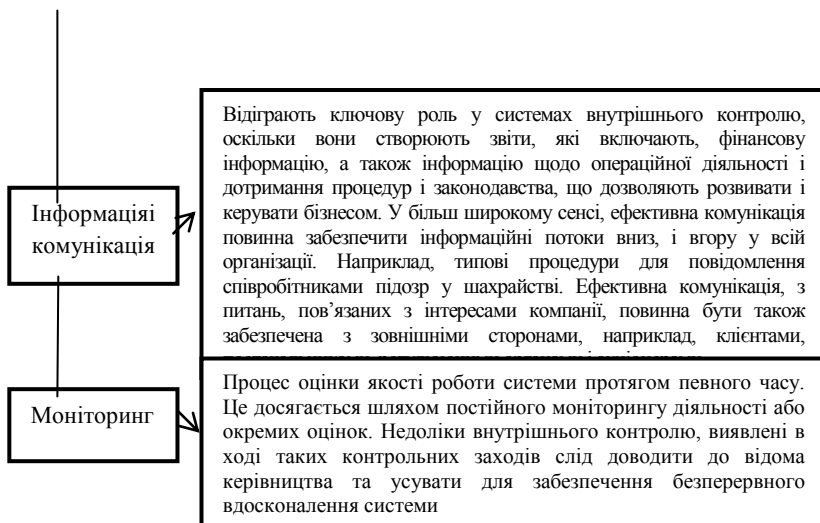 Відіграють ключову роль у системах внутрішнього контролю,
оскільки вони створюють звіти, які включають, фінансову
інформацію, а також інформацію щодо операційної діяльності і
дотримання процедур і законодавства, що дозволяють розвивати і
керувати бізнесом. У більш широкому сенсі, ефективна комунікація
повинна забезпечити інформаційні потоки вниз, і вгору у всій
організації. Наприклад, типові процедури для повідомлення
співробітниками підозр у шахрайстві. Ефективна комунікація, з
питань, пов’язаних з інтересами компанії, повинна бути також
забезпечена з зовнішніми сторонами, наприклад, клієнтами,
Інформаціяі
комунікація
Процес оцінки якості роботи системи протягом певного часу.
Це досягається шляхом постійного моніторингу діяльності або
окремих оцінок. Недоліки внутрішнього контролю, виявлені в
ході таких контрольних заходів слід доводити до відома
керівництва та усувати для забезпечення безперервного
вдосконалення системи
Моніторинг